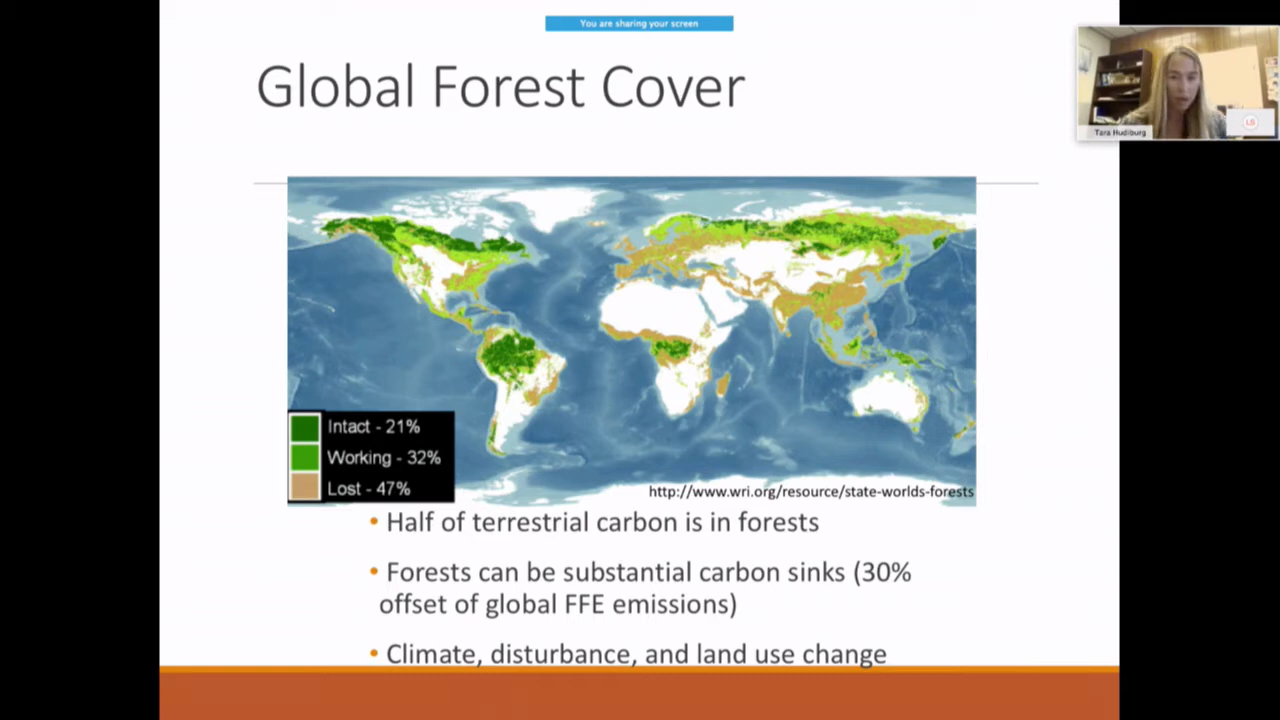 You are sharing your screen
Global Forest Cover
Tara Hudiburg
LS
Intact - 21%
Working - 32%
Lost - 47%
http://www.wri.org/resource/state-worlds-forests
• Half of terrestrial carbon is in forests
• Forests can be substantial carbon sinks (30%
offset of global FFE emissions)
• Climate, disturbance, and land use change